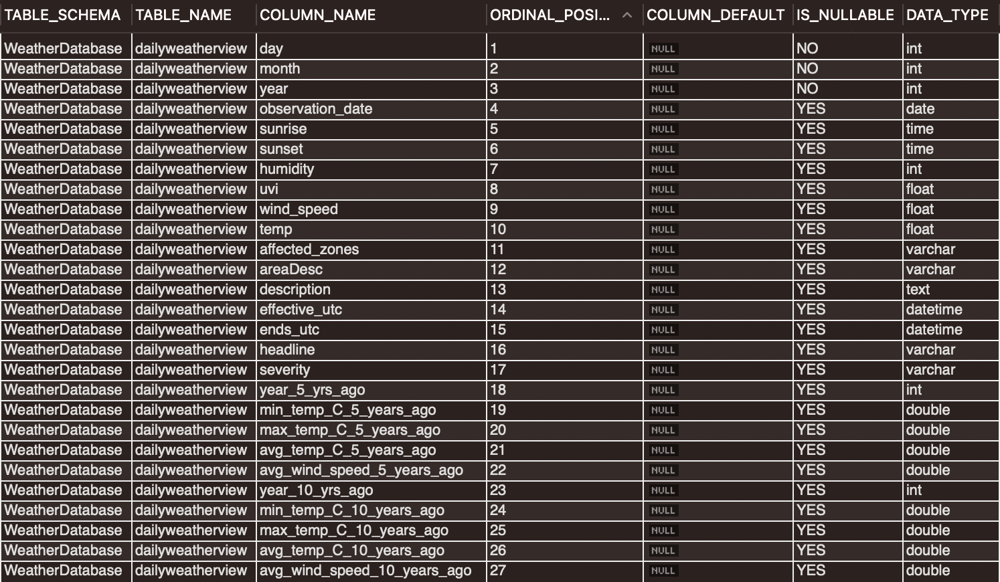 TABLE_SCHEMA TABLE_NAME COLUMN_NAME ORDINAL_POSI... COLUMN_DEFAULT IS_NULLABLE DATA_TYPE
WeatherDatabase dailyweatherview day 1 NULL NO int
WeatherDatabase dailyweatherview month 2 NULL NO int
WeatherDatabase dailyweatherview year 3 NULL NO int
WeatherDatabase dailyweatherview observation_date 4 NULL YES date
WeatherDatabase dailyweatherview sunrise 5 NULL YES time
WeatherDatabase dailyweatherview sunset 6 NULL YES time
WeatherDatabase dailyweatherview humidity 7 NULL YES int
WeatherDatabase dailyweatherview uvi 8 NULL YES float
WeatherDatabase dailyweatherview wind_speed 9 NULL YES float
WeatherDatabase dailyweatherview temp 10 NULL YES float
WeatherDatabase dailyweatherview affected_zones 11 NULL YES varchar
WeatherDatabase dailyweatherview areaDesc 12 NULL YES varchar
WeatherDatabase dailyweatherview description 13 NULL YES text
WeatherDatabase dailyweatherview effective_utc 14 NULL YES datetime
WeatherDatabase dailyweatherview ends_utc 15 NULL YES datetime
WeatherDatabase dailyweatherview headline 16 NULL YES varchar
WeatherDatabase dailyweatherview severity 17 NULL YES varchar
WeatherDatabase dailyweatherview year_5_yrs_ago 18 NULL YES int
WeatherDatabase dailyweatherview min_temp_C_5_years_ago 19 NULL YES double
WeatherDatabase dailyweatherview max_temp_C_5_years_ago 20 NULL YES double
WeatherDatabase dailyweatherview avg_temp_C_5_years_ago 21 NULL YES double
WeatherDatabase dailyweatherview avg_wind_speed_5_years_ago 22 NULL YES double
WeatherDatabase dailyweatherview year_10_yrs_ago 23 NULL YES int
WeatherDatabase dailyweatherview min_temp_C_10_years_ago 24 NULL YES double
WeatherDatabase dailyweatherview max_temp_C_10_years_ago 25 NULL YES double
WeatherDatabase dailyweatherview avg_temp_C_10_years_ago 26 NULL YES double
WeatherDatabase dailyweatherview avg_wind_speed_10_years_ago 27 NULL YES double